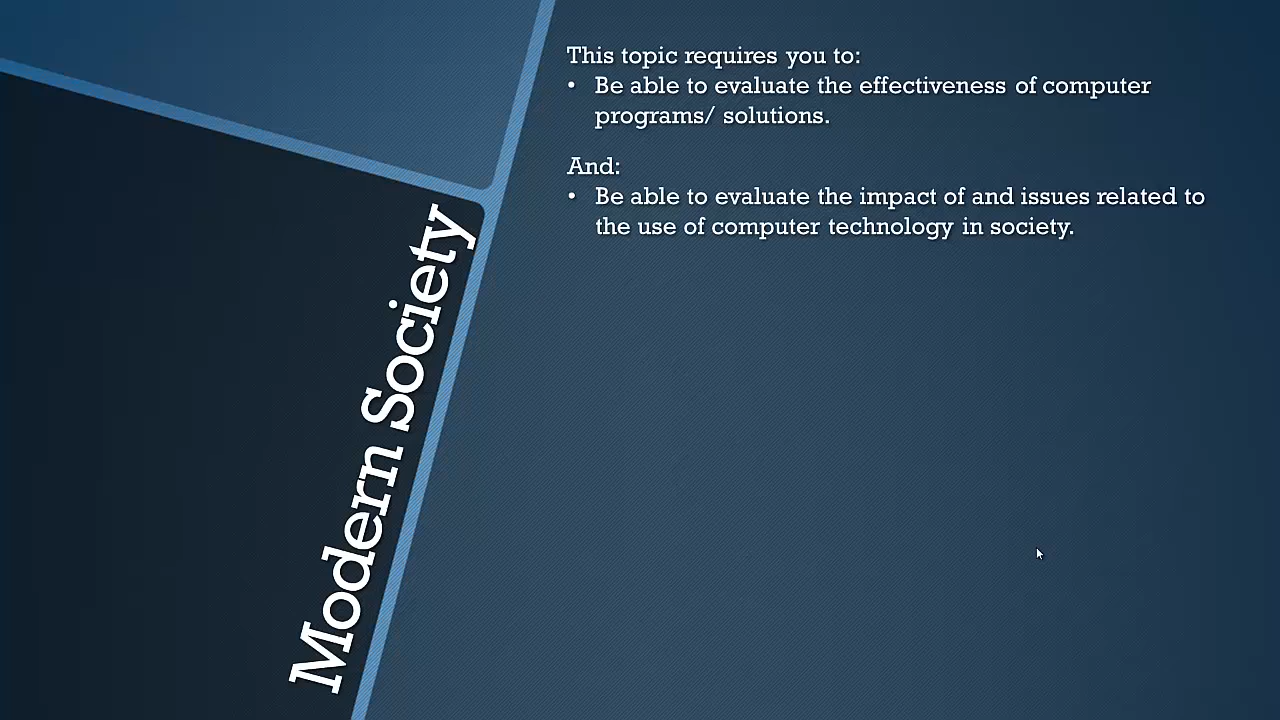 Modern Society
This topic requires you to:
• Be able to evaluate the effectiveness of computer
programs/ solutions.
And:
• Be able to evaluate the impact of and issues related to
the use of computer technology in society.